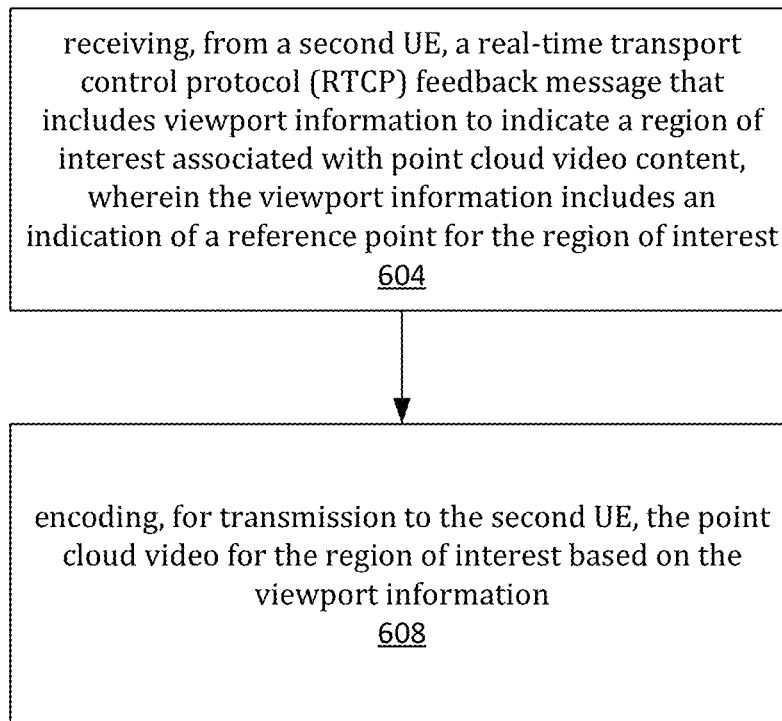 receiving, from a second UE, a real-time transport
control protocol (RTCP) feedback message that
includes viewport information to indicate a region of
interest associated with point cloud video content,
wherein the viewport information includes an
indication of a reference point for the region of interest
604
encoding, for transmission to the second UE, the point
cloud video for the region of interest based on the
viewport information
608